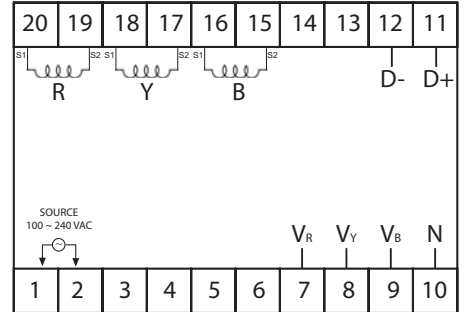 20 19 18 17 16 15 14 13 12 11
S1 S2 S1 S2 S1 S2
R Y B D- D+
SOURCE
100 ~ 240 VAC
~
VR VY VB N
1 2 3 4 5 6 7 8 9 10